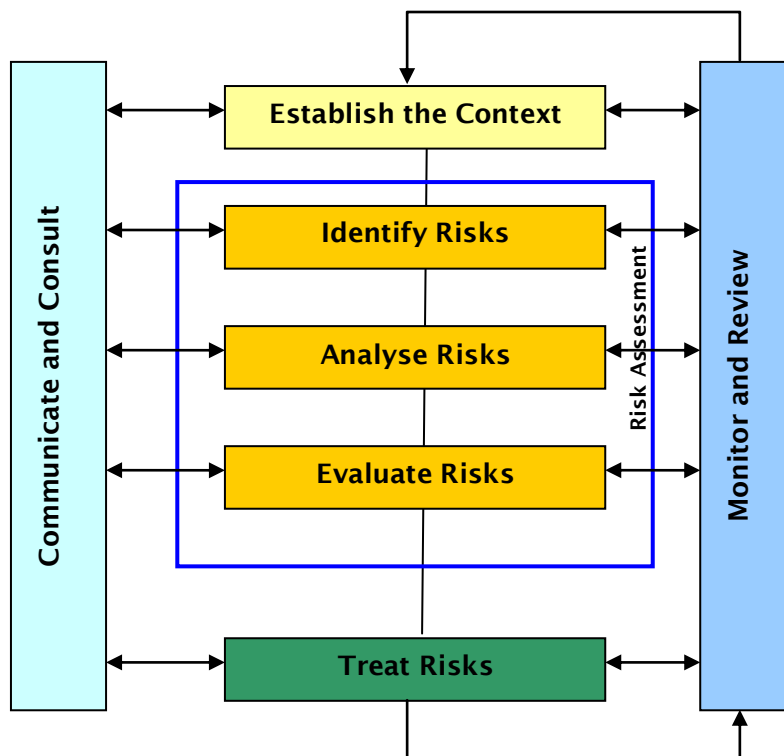 Establish the Context
Communicate and Consult
Identify Risks
Analyse Risks
Evaluate Risks
Risk Assessment
Monitor and Review
Treat Risks